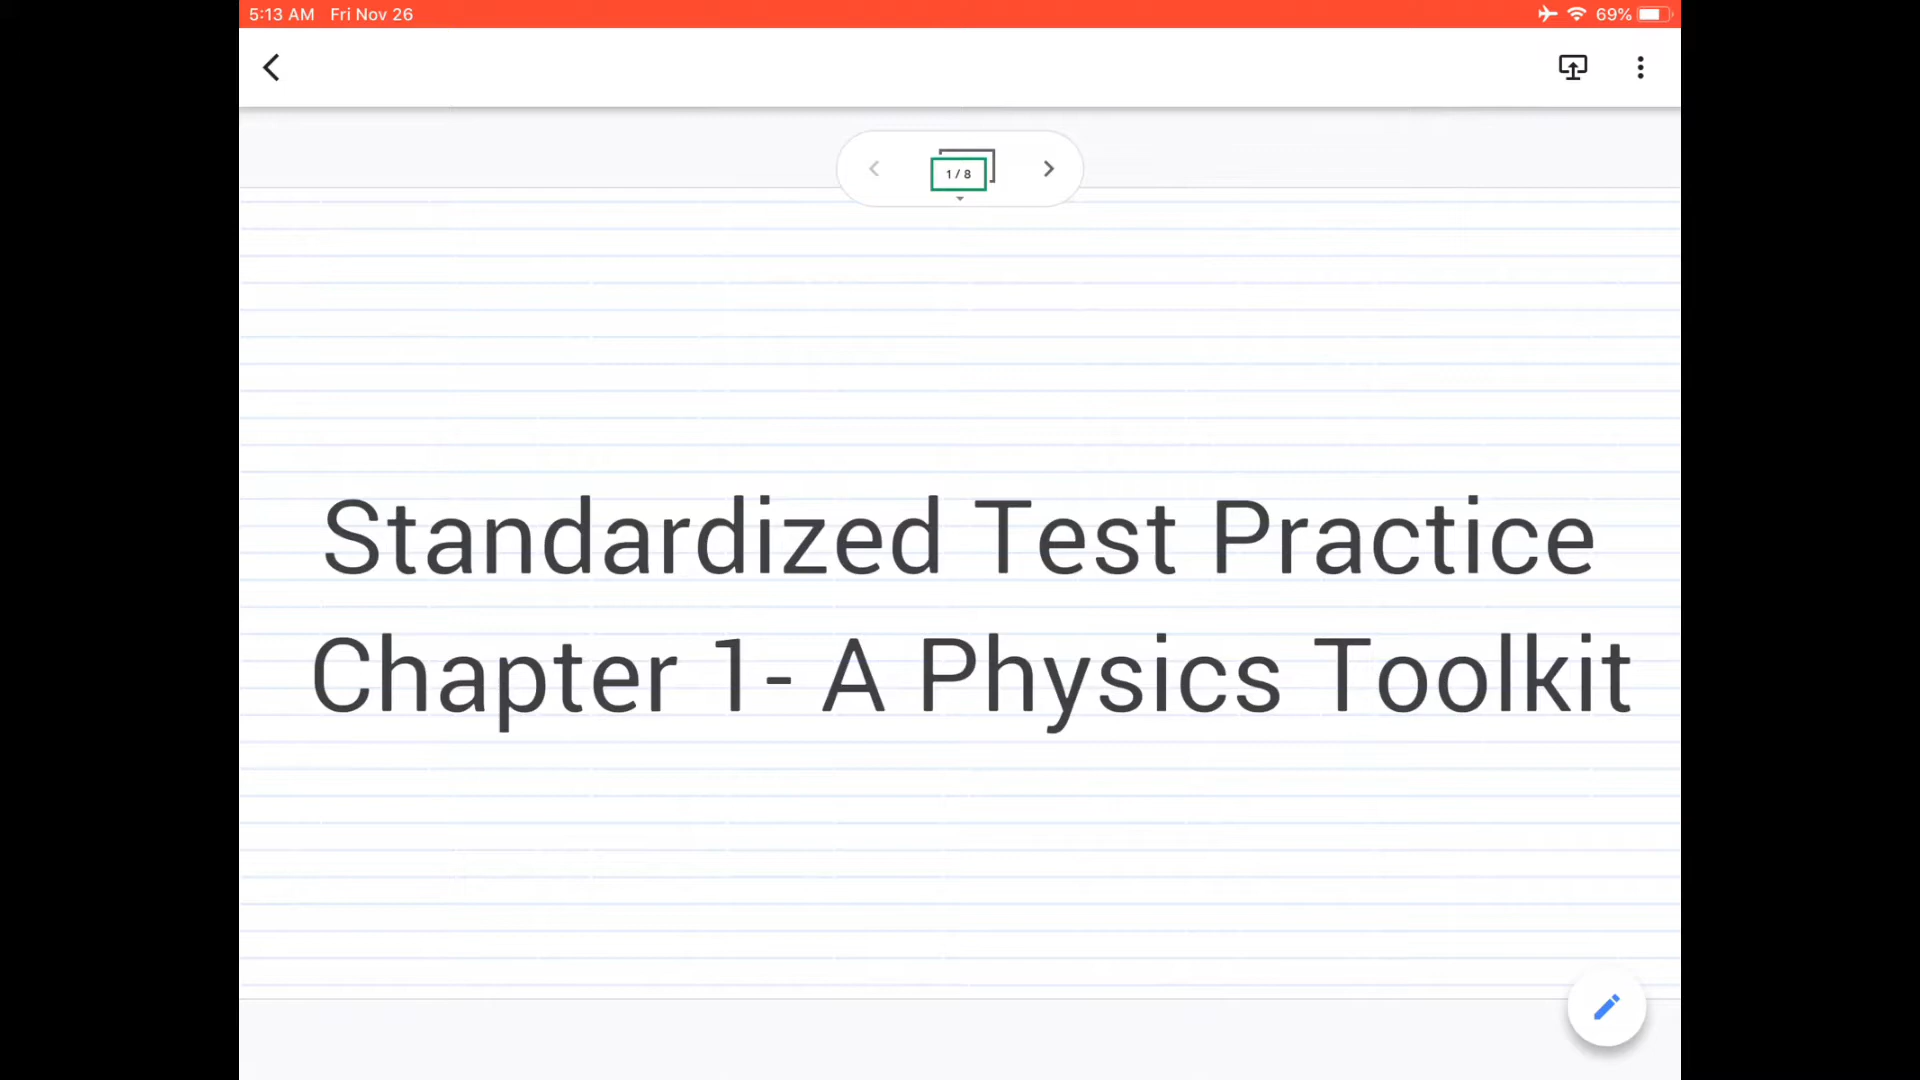 5:13 AM Fri Nov 26
69%
1 / 8
Standardized Test Practice
Chapter 1- A Physics Toolkit